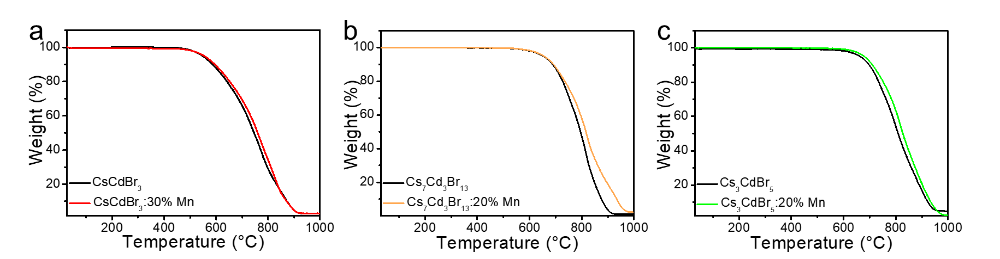 a
Weight (%)
100
80
60
40
20
CsCdBr3
CsCdBr3:30% Mn
200 400 600 800 1000
Temperature (°C)
b
Weight (%)
100
80
60
40
20
Cs7Cd3Br13
Cs7Cd3Br13:20% Mn
200 400 600 800 1000
Temperature (°C)
c
Weight (%)
100
80
60
40
20
Cs3CdBr5
Cs3CdBr5:20% Mn
200 400 600 800 1000
Temperature (°C)